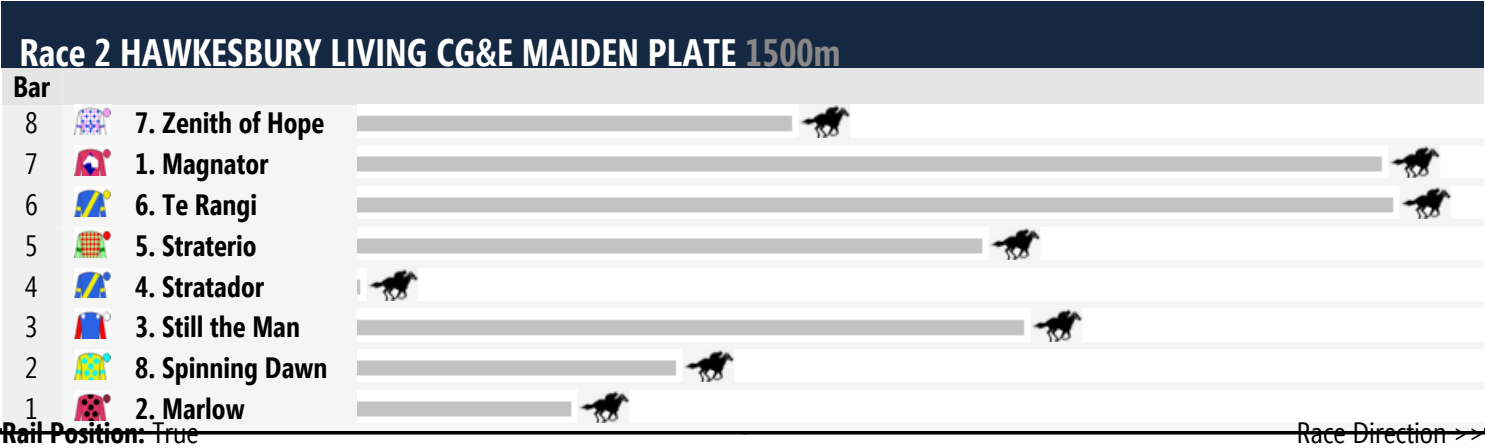 Race 2 HAWKESBURY LIVING CG&E MAIDEN PLATE 1500m
Bar
8 7. Zenith of Hope
7 1. Magnator
6 6. Te Rangi
5 5. Straterio
4 4. Stratador
3 3. Still the Man
2 8. Spinning Dawn
1 2. Marlow
Rail Position: True Race Direction >>